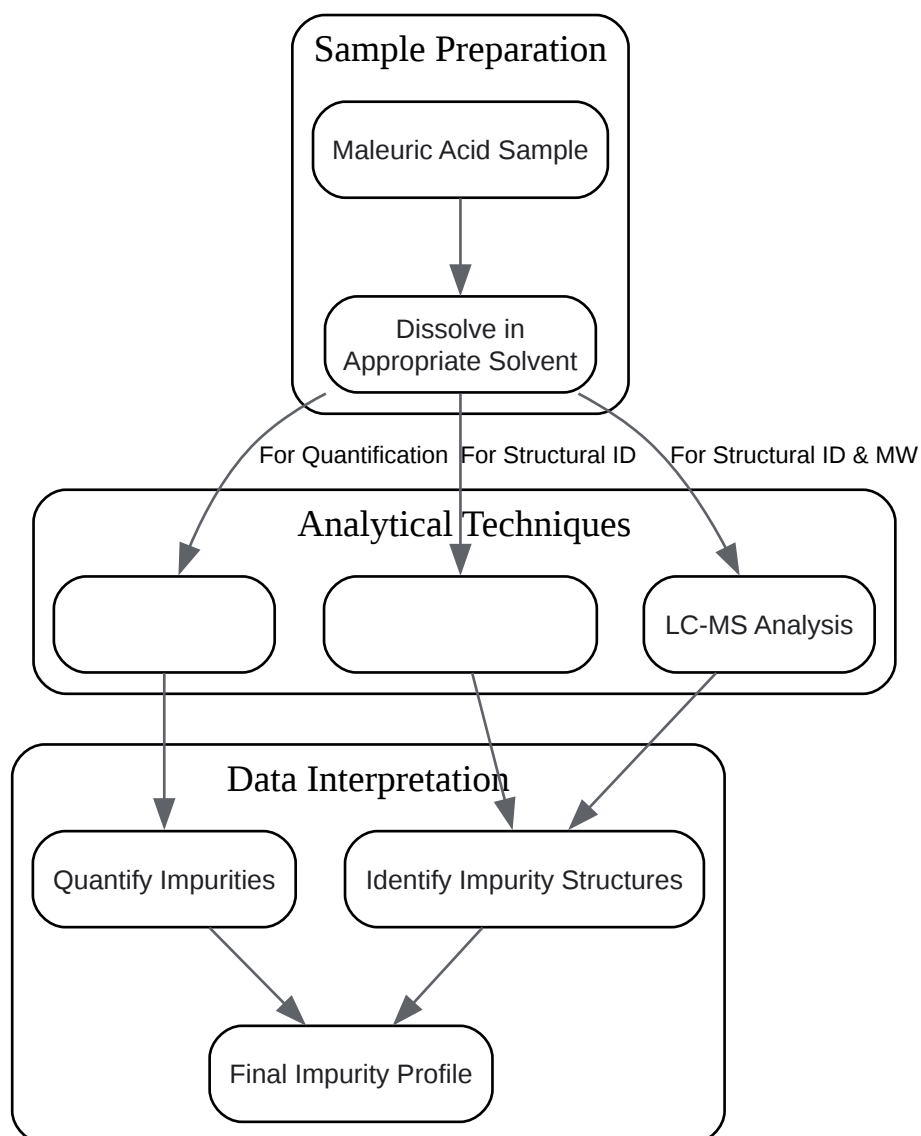 Sample Preparation
Maleuric Acid Sample
Dissolve in
Appropriate Solvent
For Quantification
For Structural ID
For Structural ID & MW
Analytical Techniques
LC-MS Analysis
Data Interpretation
Quantify Impurities
Identify Impurity Structures
Final Impurity Profile